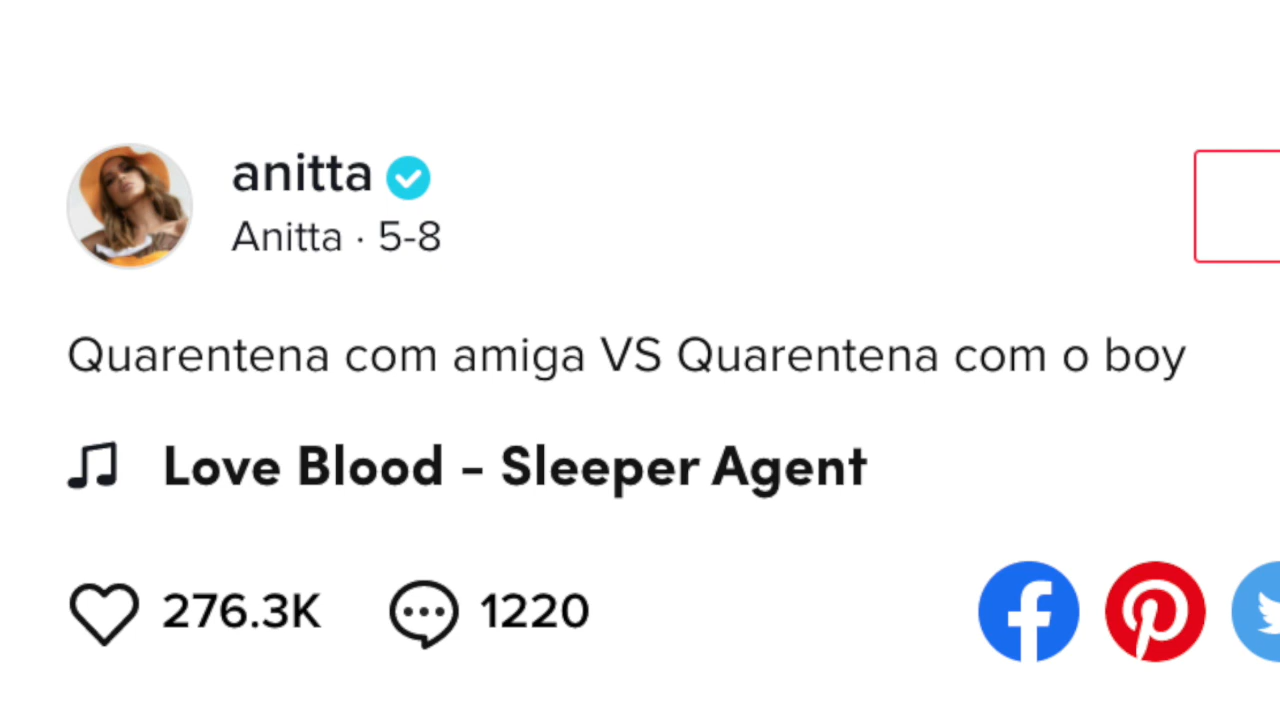 anitta
Anitta · 5-8
Quarentena com amiga VS Quarentena com o boy
Love Blood - Sleeper Agent
276.3K 1220